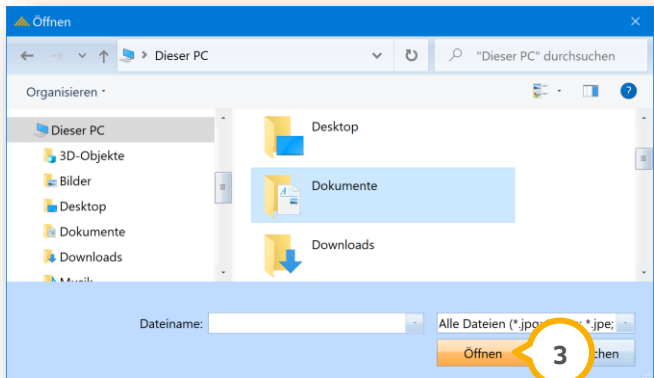 Öffnen
Dieser PC
"Dieser PC" durchsuchen
Organisieren
Dieser PC
3D-Objekte
Bilder
Desktop
Dokumente
Downloads
Desktop
Dokumente
Downloads
Dateiname:
Alle Dateien (*.jpg; *.jpe;
Öffnen
3
chen